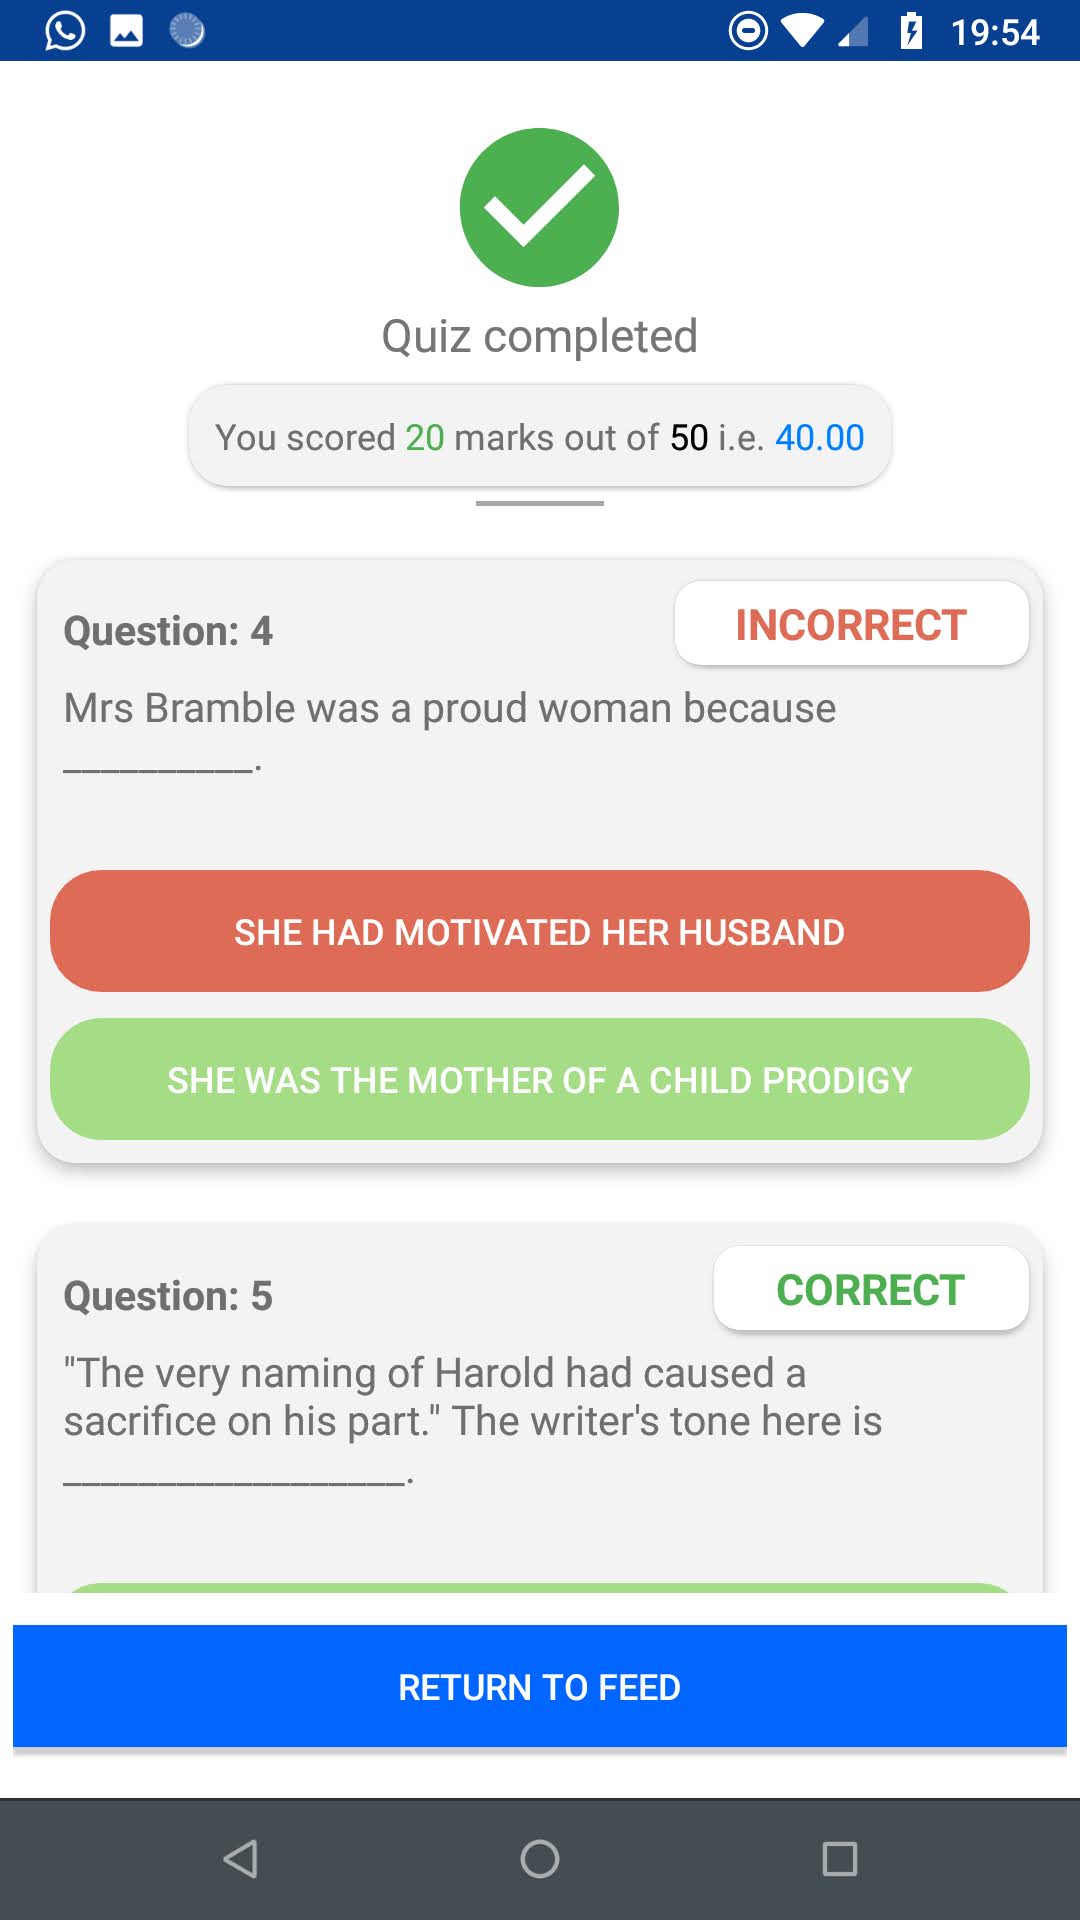 19:54
Quiz completed
You scored 20 marks out of 50 i.e. 40.00
Question: 4
INCORRECT
Mrs Bramble was a proud woman because
__________.
SHE HAD MOTIVATED HER HUSBAND
SHE WAS THE MOTHER OF A CHILD PRODIGY
Question: 5
CORRECT
"The very naming of Harold had caused a
sacrifice on his part." The writer's tone here is
__________________.
RETURN TO FEED